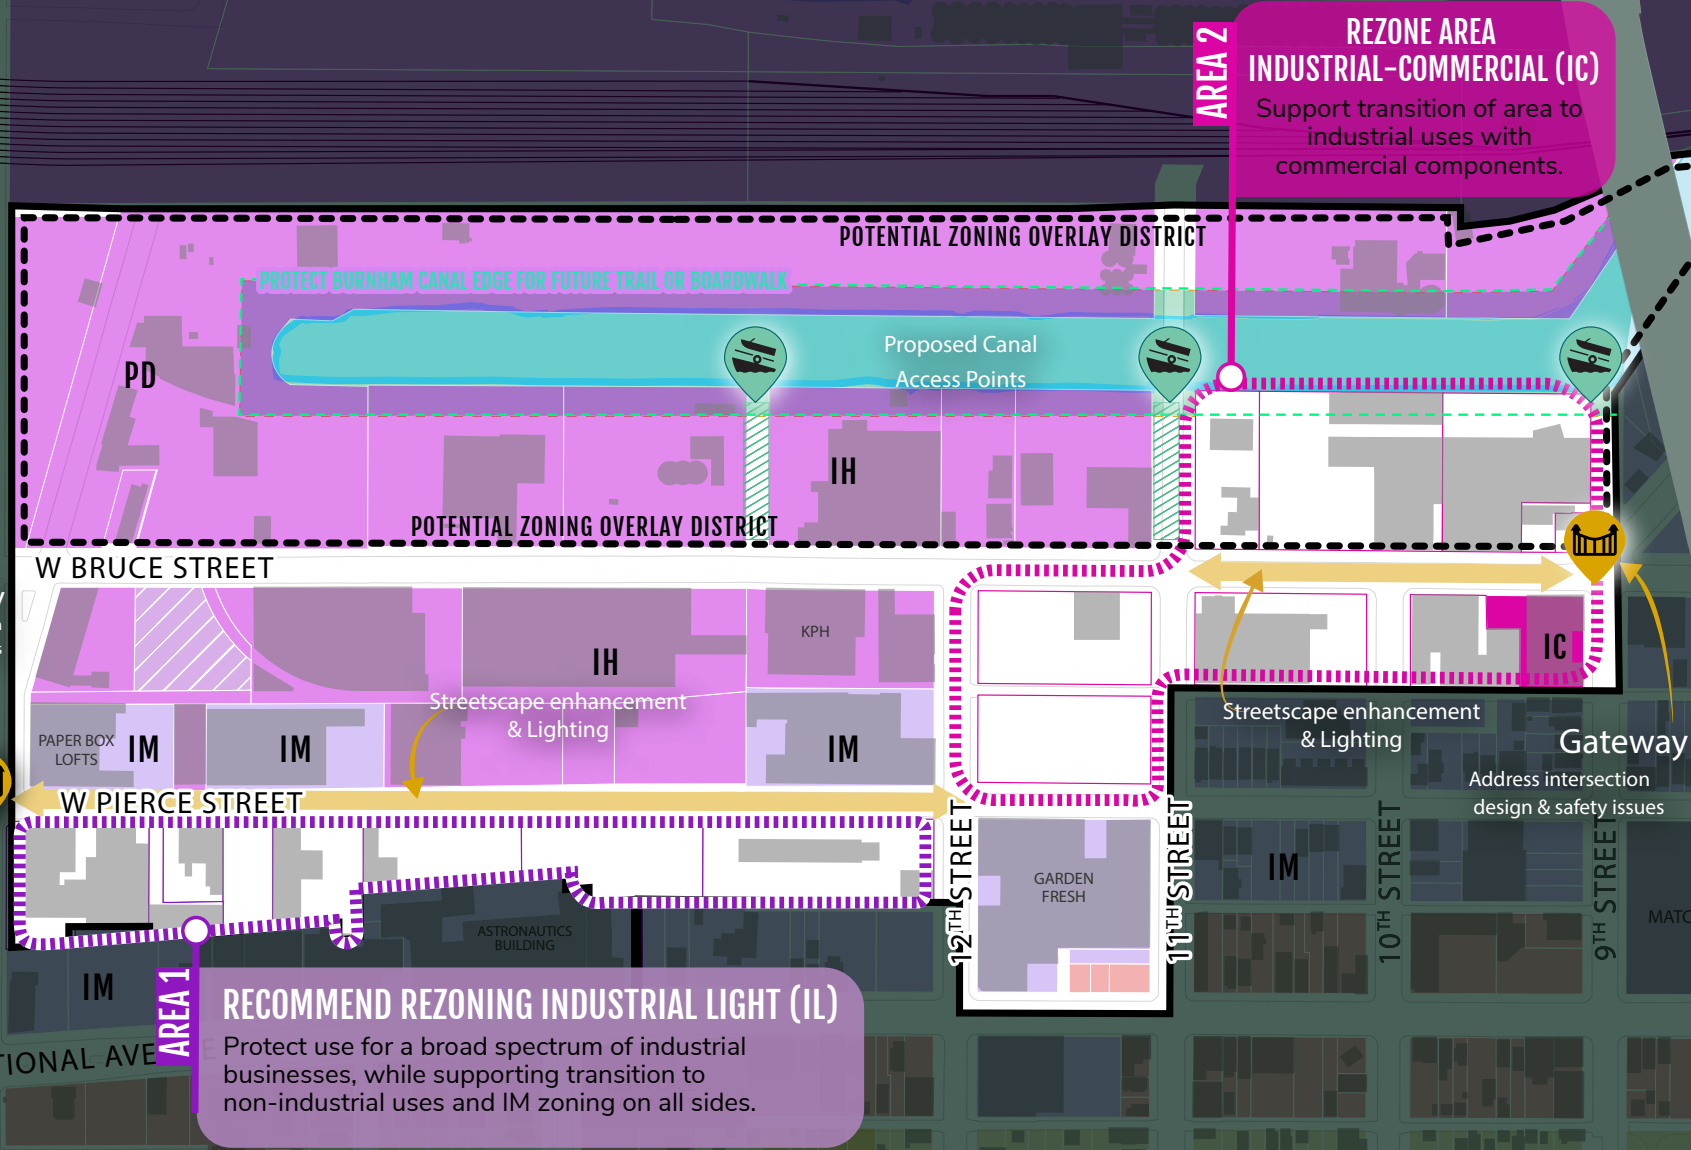 AREA 2
REZONE AREA
INDUSTRIAL-COMMERCIAL (IC)
Support transition of area to
industrial uses with
commercial components.
POTENTIAL ZONING OVERLAY DISTRICT
PROTECT BURNHAM CANAL EDGE FOR FUTURE TRAIL OR BOARDWALK
Proposed Canal
Access Points
PD
IH
POTENTIAL ZONING OVERLAY DISTRICT
W BRUCE STREET
KPH
IH
IC
Streetscape enhancement
& Lighting
Streetscape enhancement
& Lighting
PAPER BOX
LOFTS
IM
IM
IM
Gateway
Address intersection
design & safety issues
W PIERCE STREET
12TH STREET
11TH STREET
10TH STREET
9TH STREET
IM
GARDEN
FRESH
MATC
ASTRONAUTICS
BUILDING
IM
AREA 1
RECOMMEND REZONING INDUSTRIAL LIGHT (IL)
Protect use for a broad spectrum of industrial
businesses, while supporting transition to
non-industrial uses and IM zoning on all sides.
TIONAL AVE